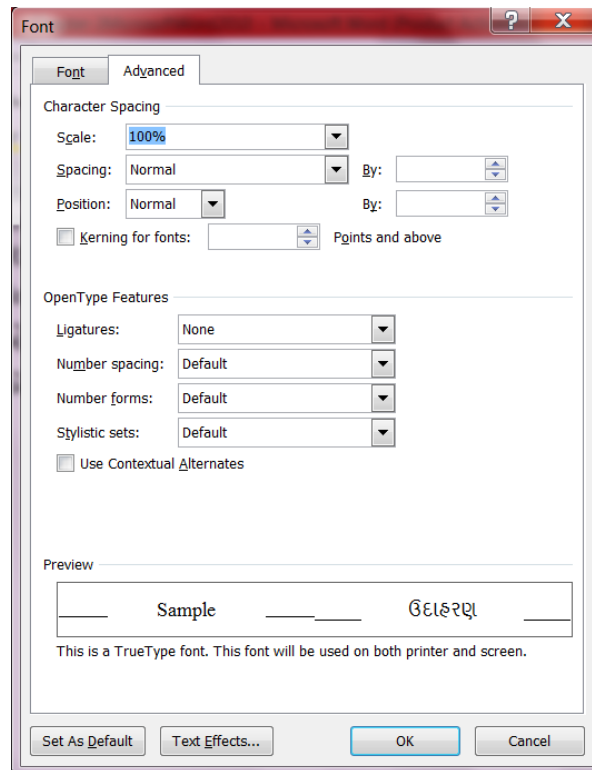 Font
Font Advanced
Character Spacing
Scale: 100%
Spacing: Normal By:
Position: Normal By:
Kerning for fonts: Points and above
OpenType Features
Ligatures: None
Number spacing: Default
Number forms: Default
Stylistic sets: Default
Use Contextual Alternates
Preview
Sample ઉદાહરણ
This is a TrueType font. This font will be used on both printer and screen.
Set As Default Text Effects... OK Cancel